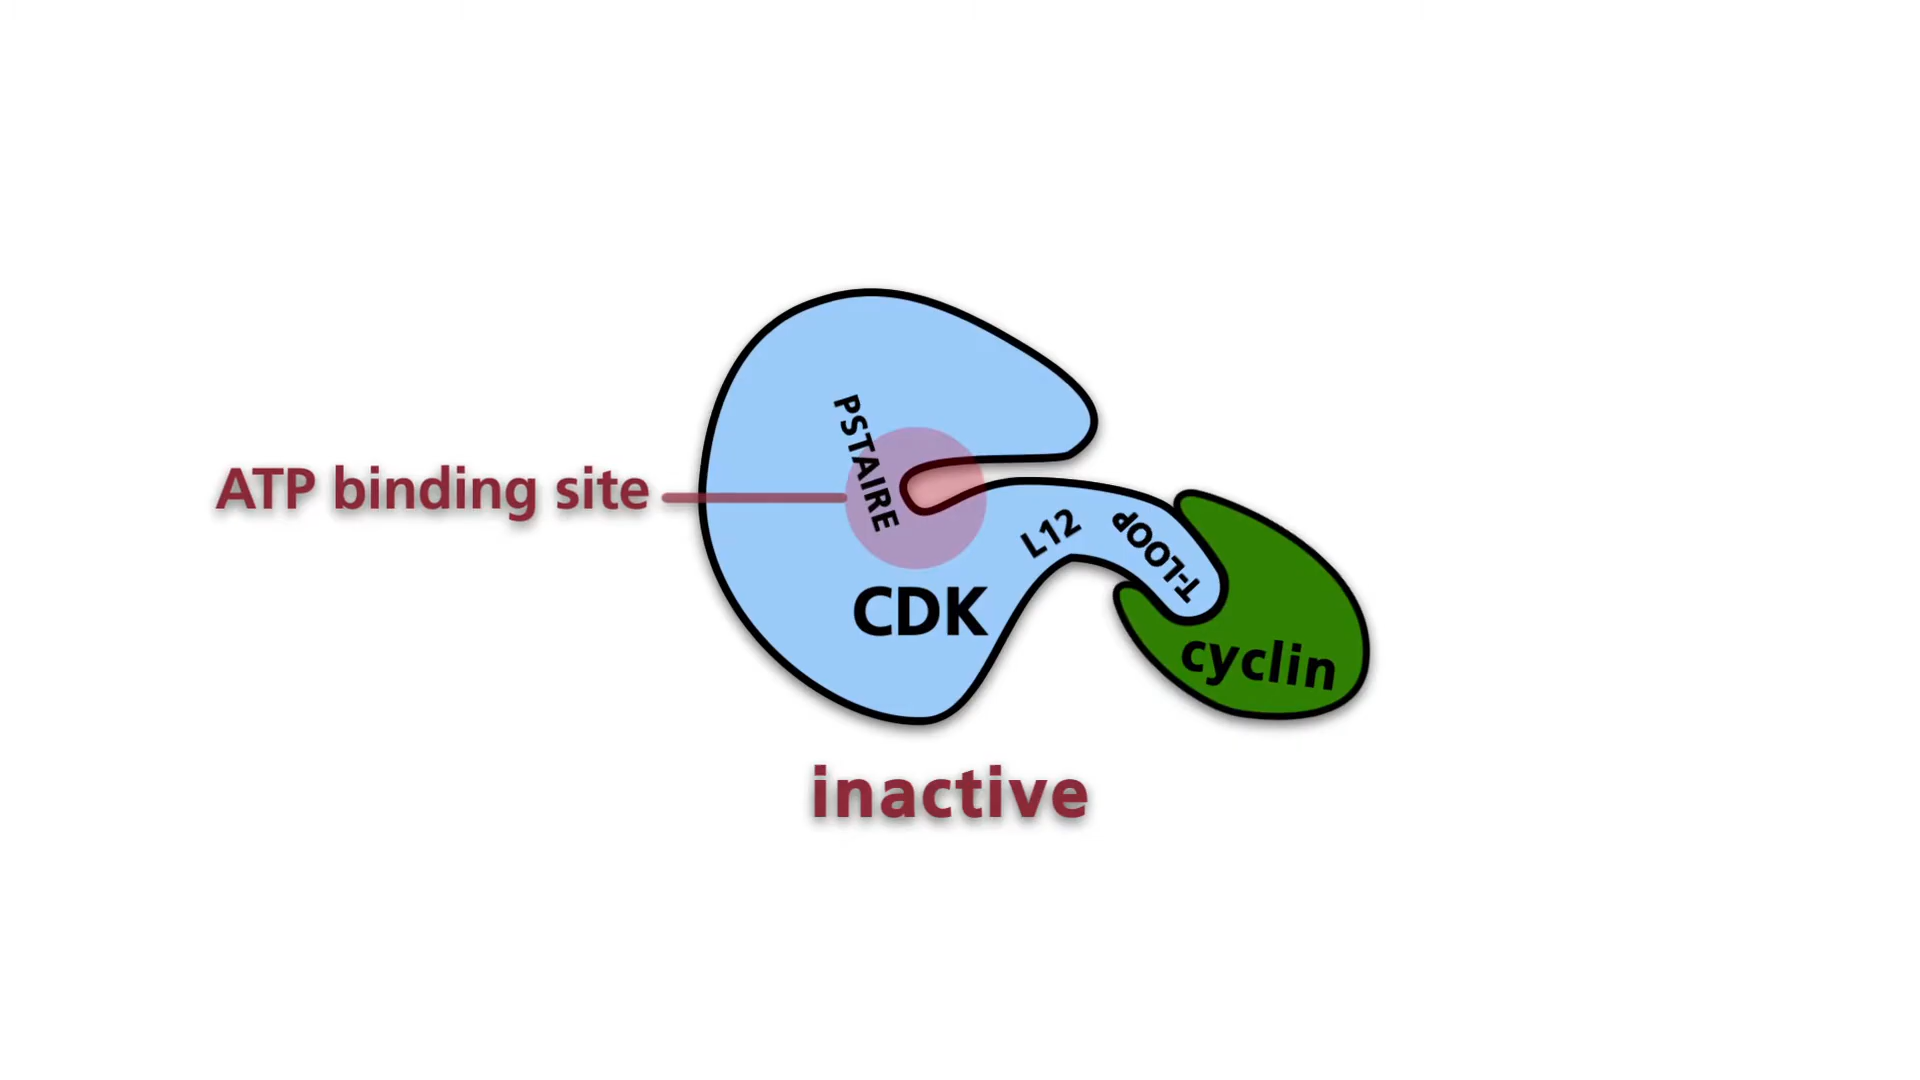 PSTAIRE
ATP binding site
L12
T-LOOP
CDK
cyclin
inactive